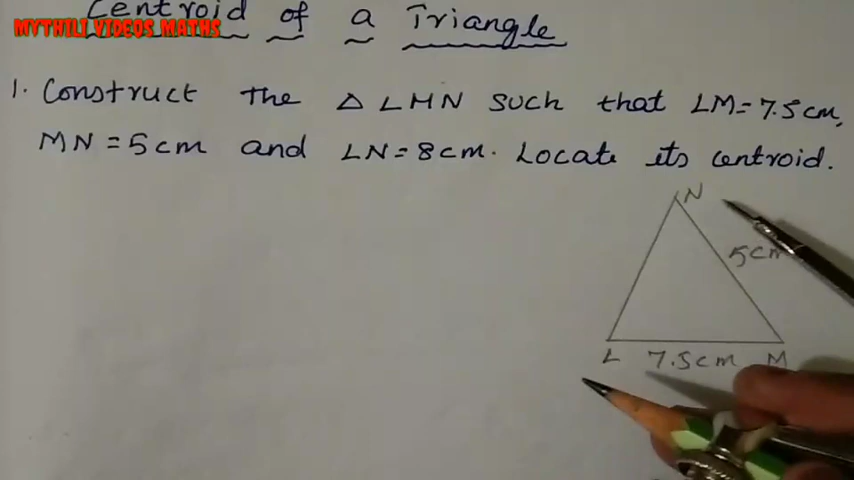 Centroid of a Triangle
MYTHILI VIDEOS MATHS
1. Construct the △ LMN such that LM = 7.5cm,
MN = 5cm and LN = 8cm. Locate its centroid.
N
5cm
L 7.5cm M